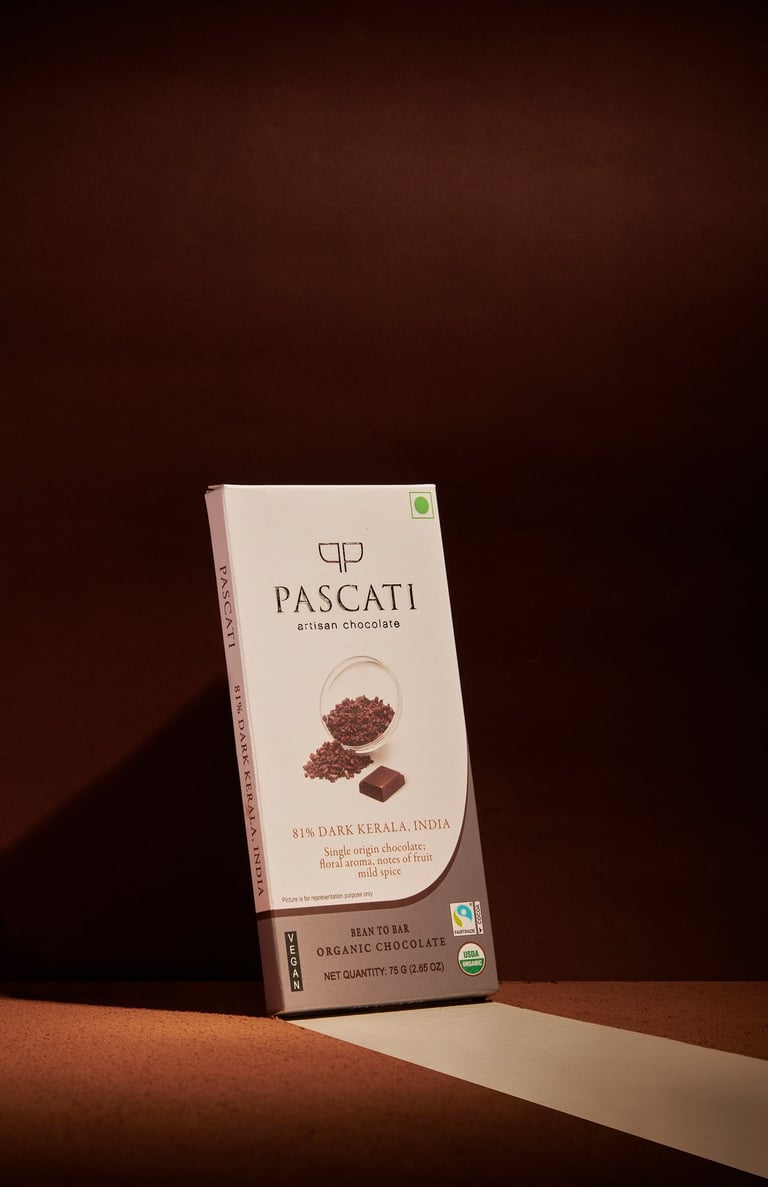 PASCATI
artisan chocolate
81% DARK KERALA, INDIA
Single origin chocolate;
floral aroma, notes of fruit
mild spice
Picture is for representation purpose only
BEAN TO BAR
ORGANIC CHOCOLATE
NET QUANTITY: 75 G (2.65 OZ)
VEGAN
FAIRTRADE
COCOA
USDA
ORGANIC
PASCATI 81% DARK KERALA, INDIA